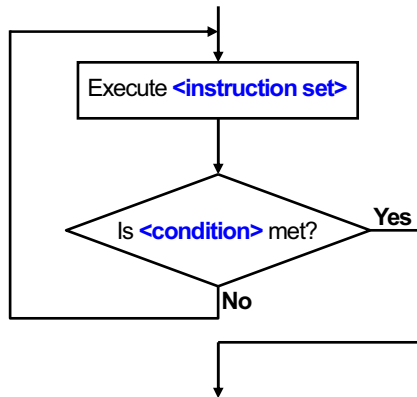 Execute <instruction set>
Is <condition> met?
Yes
No